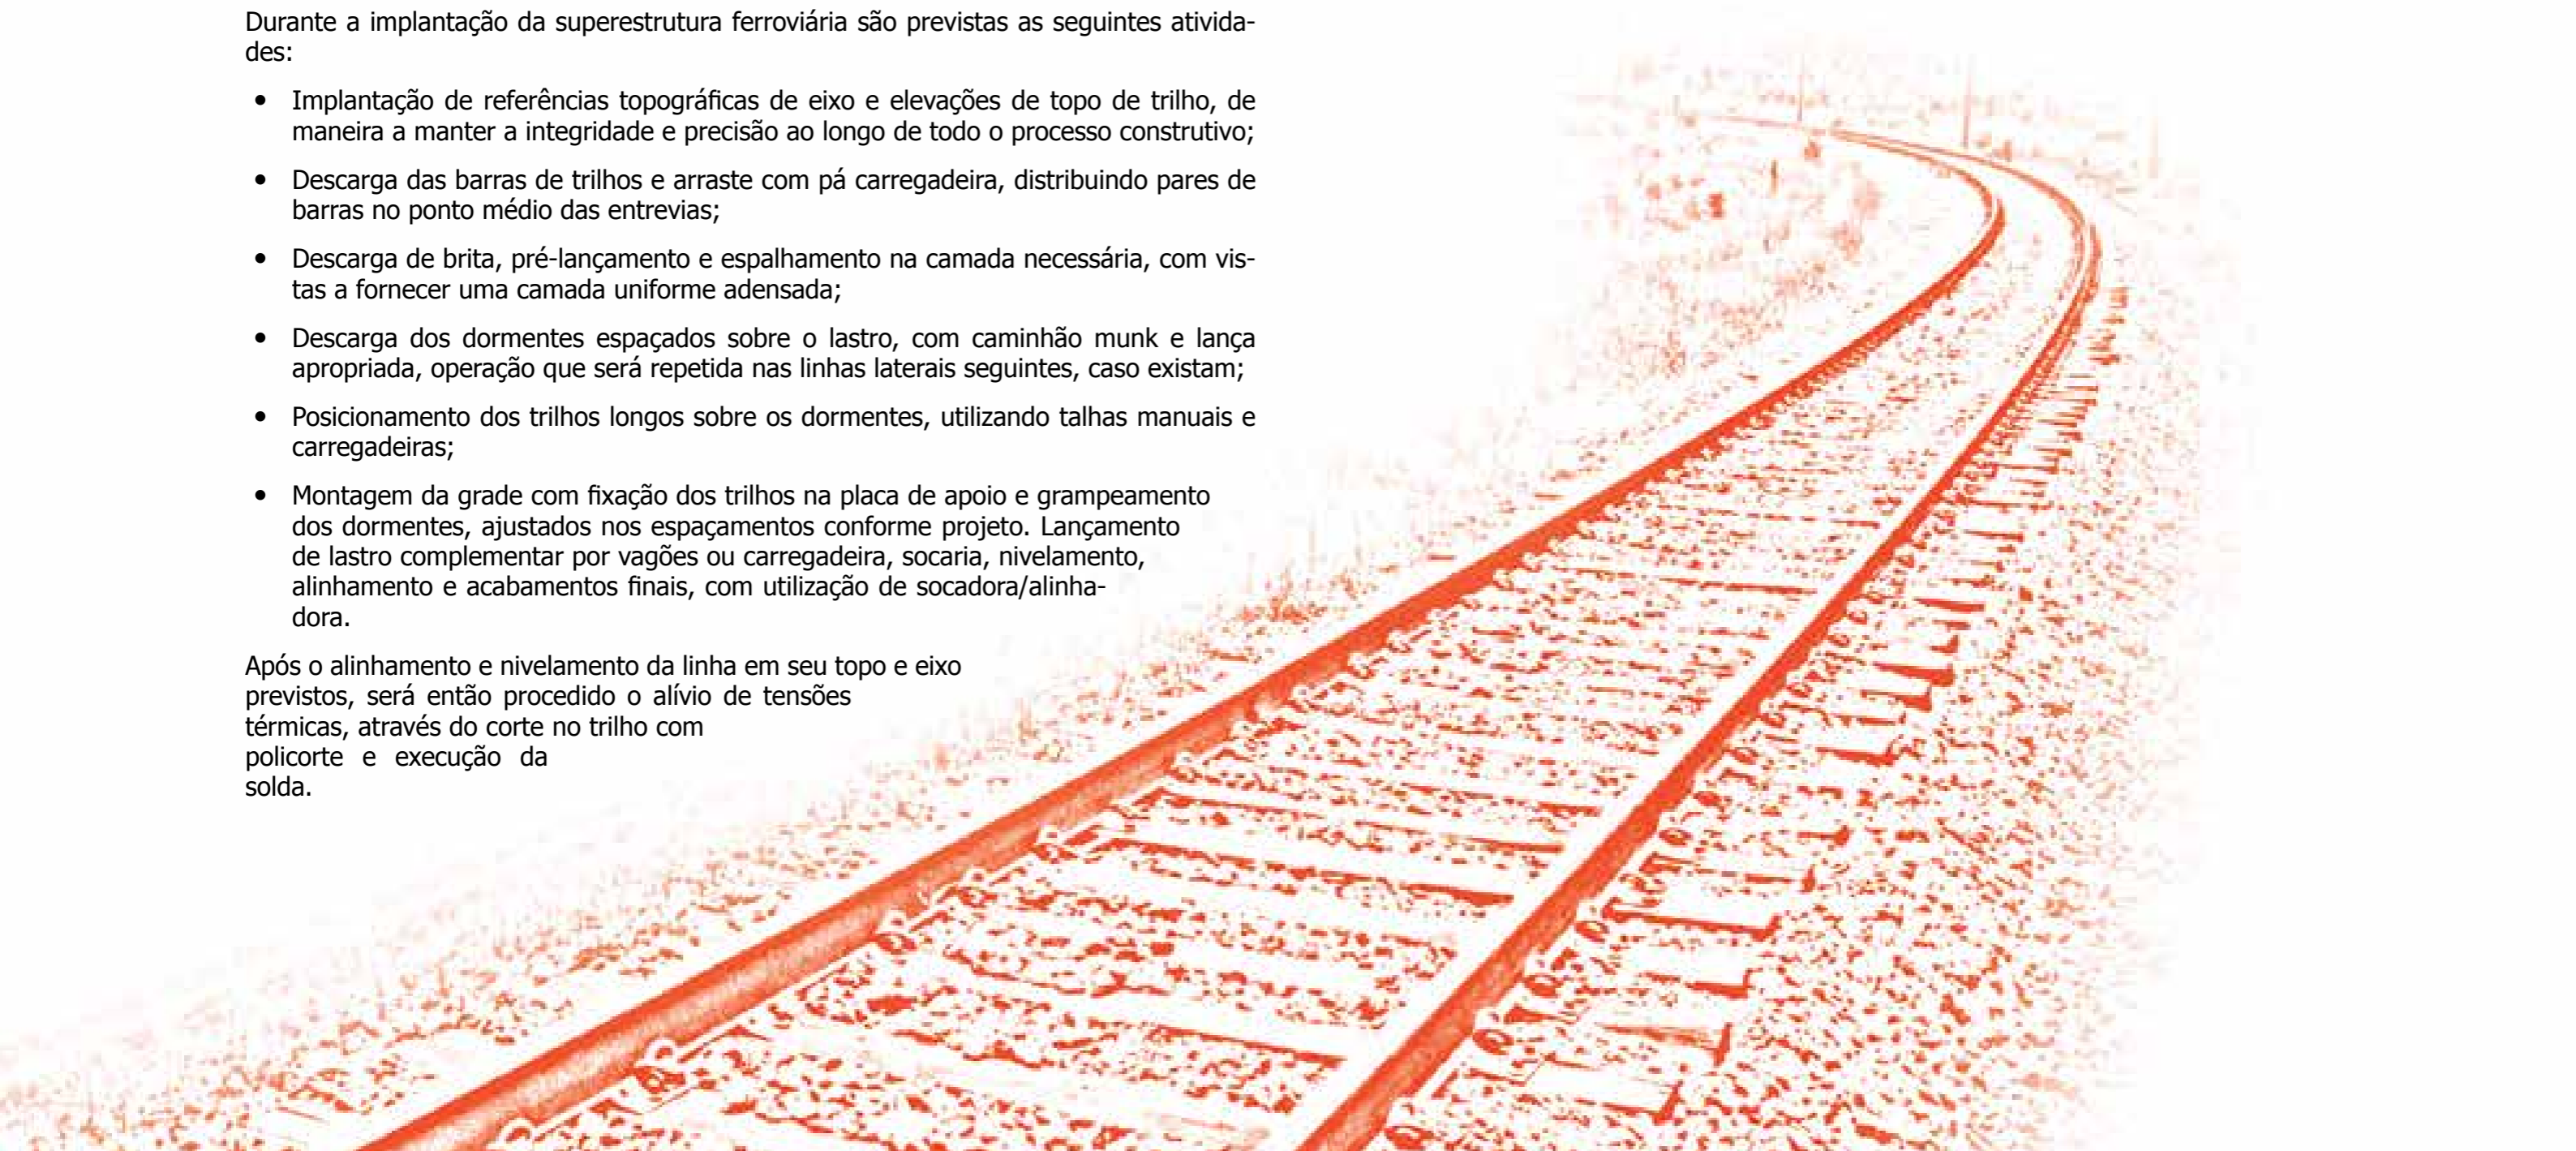 Durante a implantação da superestrutura ferroviária são previstas as seguintes ativida-
des:
• Implantação de referências topográficas de eixo e elevações de topo de trilho, de
maneira a manter a integridade e precisão ao longo de todo o processo construtivo;
• Descarga das barras de trilhos e arraste com pá carregadeira, distribuindo pares de
barras no ponto médio das entrevias;
• Descarga de brita, pré-lançamento e espalhamento na camada necessária, com vis-
tas a fornecer uma camada uniforme adensada;
• Descarga dos dormentes espaçados sobre o lastro, com caminhão munk e lança
apropriada, operação que será repetida nas linhas laterais seguintes, caso existam;
• Posicionamento dos trilhos longos sobre os dormentes, utilizando talhas manuais e
carregadeiras;
• Montagem da grade com fixação dos trilhos na placa de apoio e grampeamento
dos dormentes, ajustados nos espaçamentos conforme projeto. Lançamento
de lastro complementar por vagões ou carregadeira, socaria, nivelamento,
alinhamento e acabamentos finais, com utilização de socadora/alinha-
dora.
Após o alinhamento e nivelamento da linha em seu topo e eixo
previstos, será então procedido o alívio de tensões
térmicas, através do corte no trilho com
policorte e execução da
solda.